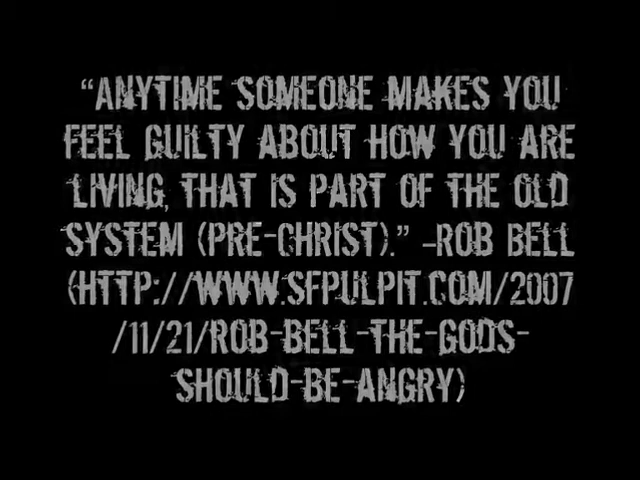 “ANYTIME SOMEONE MAKES YOU
FEEL GUILTY ABOUT HOW YOU ARE
LIVING, THAT IS PART OF THE OLD
SYSTEM (PRE-CHRIST).” –ROB BELL
(HTTP://WWW.SFPULPIT.COM/2007
/11/21/ROB-BELL-THE-GODS-
SHOULD-BE-ANGRY)